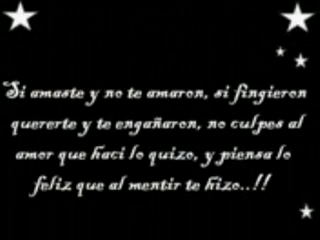 Si amaste y no te amaron, si fingieron
quererte y te engañaron, no culpes al
amor que haci lo quizo, y piensa lo
feliz que al mentir te hizo..!!